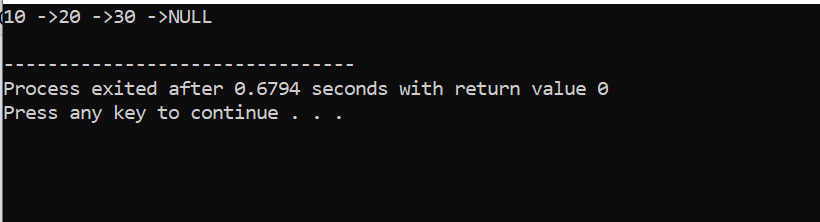 10 ->20 ->30 ->NULL
--------------------------------
Process exited after 0.6794 seconds with return value 0
Press any key to continue . . .